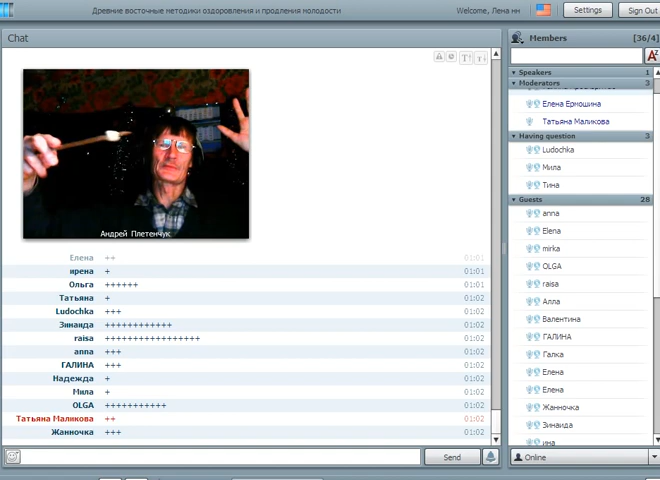 Древние восточные методики оздоровления и продления молодости
Welcome, Лена нн
Settings
Sign Out
Chat
Андрей Плетенчук
Елена ++ 01:01
ирена + 01:01
Ольга ++++++ 01:02
Татьяна + 01:02
Ludochka +++ 01:02
Зинаида ++++++++++++ 01:02
raisa +++++++++++++++++ 01:02
anna +++ 01:02
ГАЛИНА +++ 01:02
Надежда + 01:02
Мила + 01:02
OLGA +++++++++++ 01:02
Татьяна Маликова ++ 01:02
Жанночка +++ 01:02
Send
Members [36/4]
Speakers 1
Moderators 3
Елена Ермошина
Татьяна Маликова
Having question 3
Ludochka
Мила
Тина
Guests 28
anna
Elena
mirka
OLGA
raisa
Алла
Валентина
ГАЛИНА
Галка
Елена
Елена
Жанночка
Зинаида
ина
Online